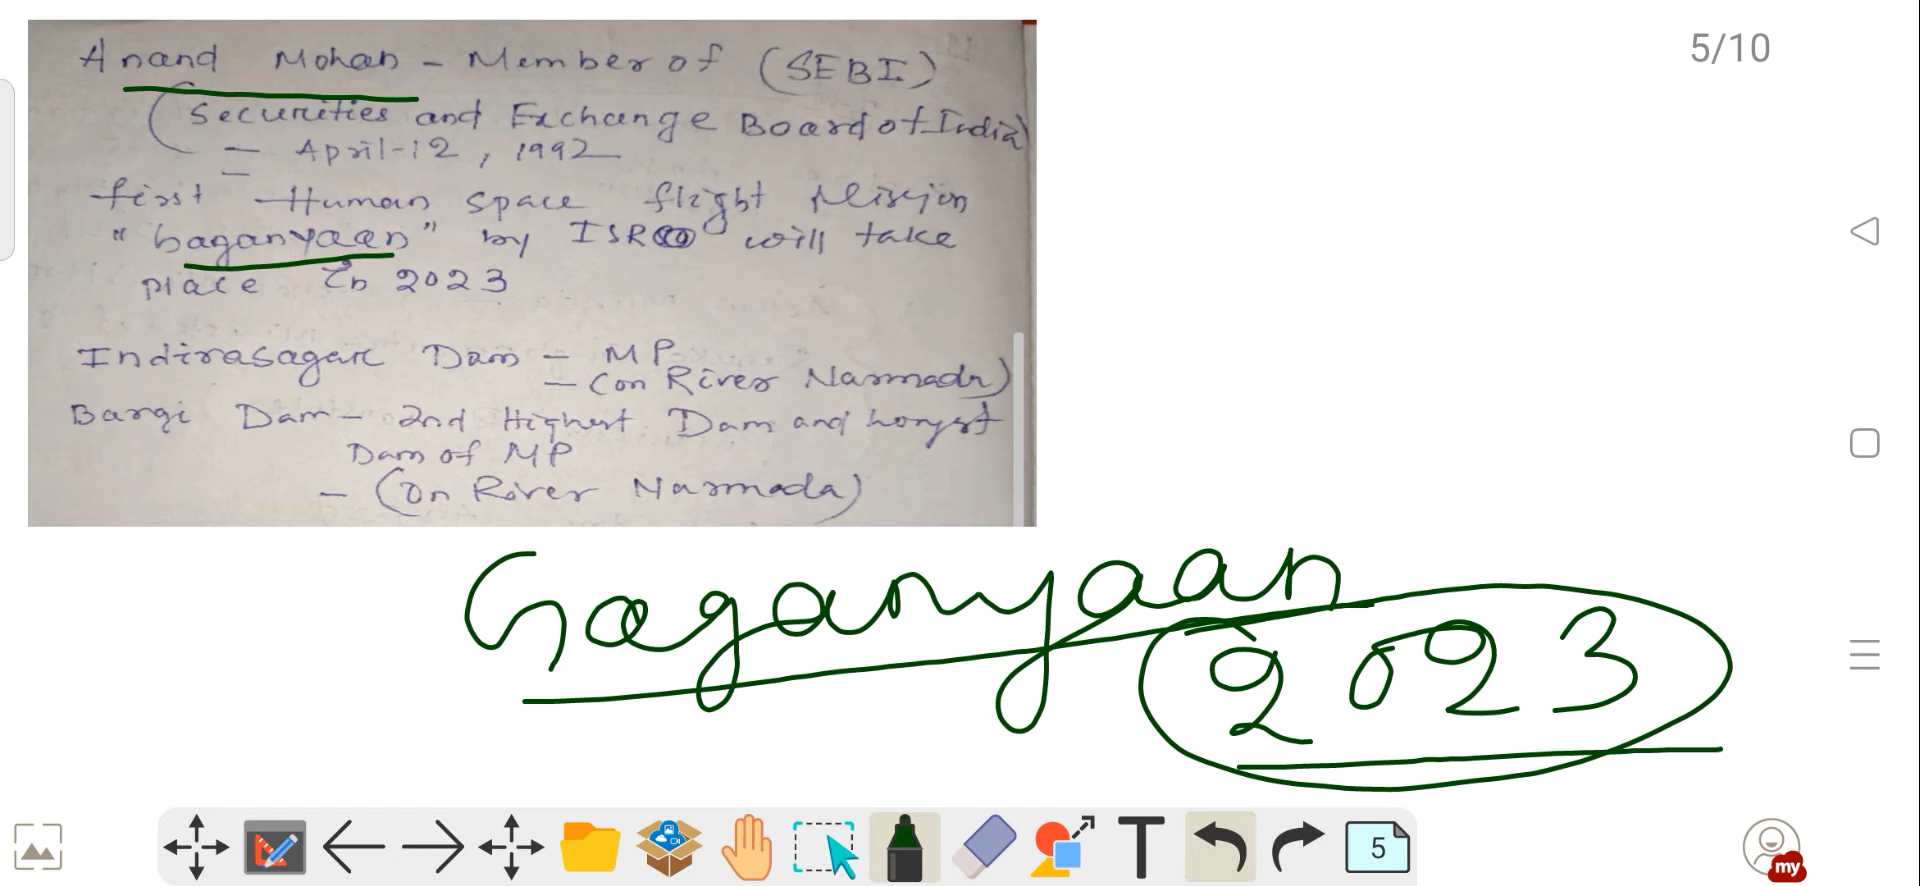 5/10
Anand Mohan - Member of (SEBI)
(Securities and Exchange Board of India)
- April-12, 1992
first Human space flight Mission
"Gaganyaan" by ISRO will take
place in 2023
Indirasagar Dam - MP
- (on River Narmada)
Bargi Dam - 2nd Highest Dam and longst
Dam of MP
- (On River Narmada)
Gaganyaan
2023
T
5
my